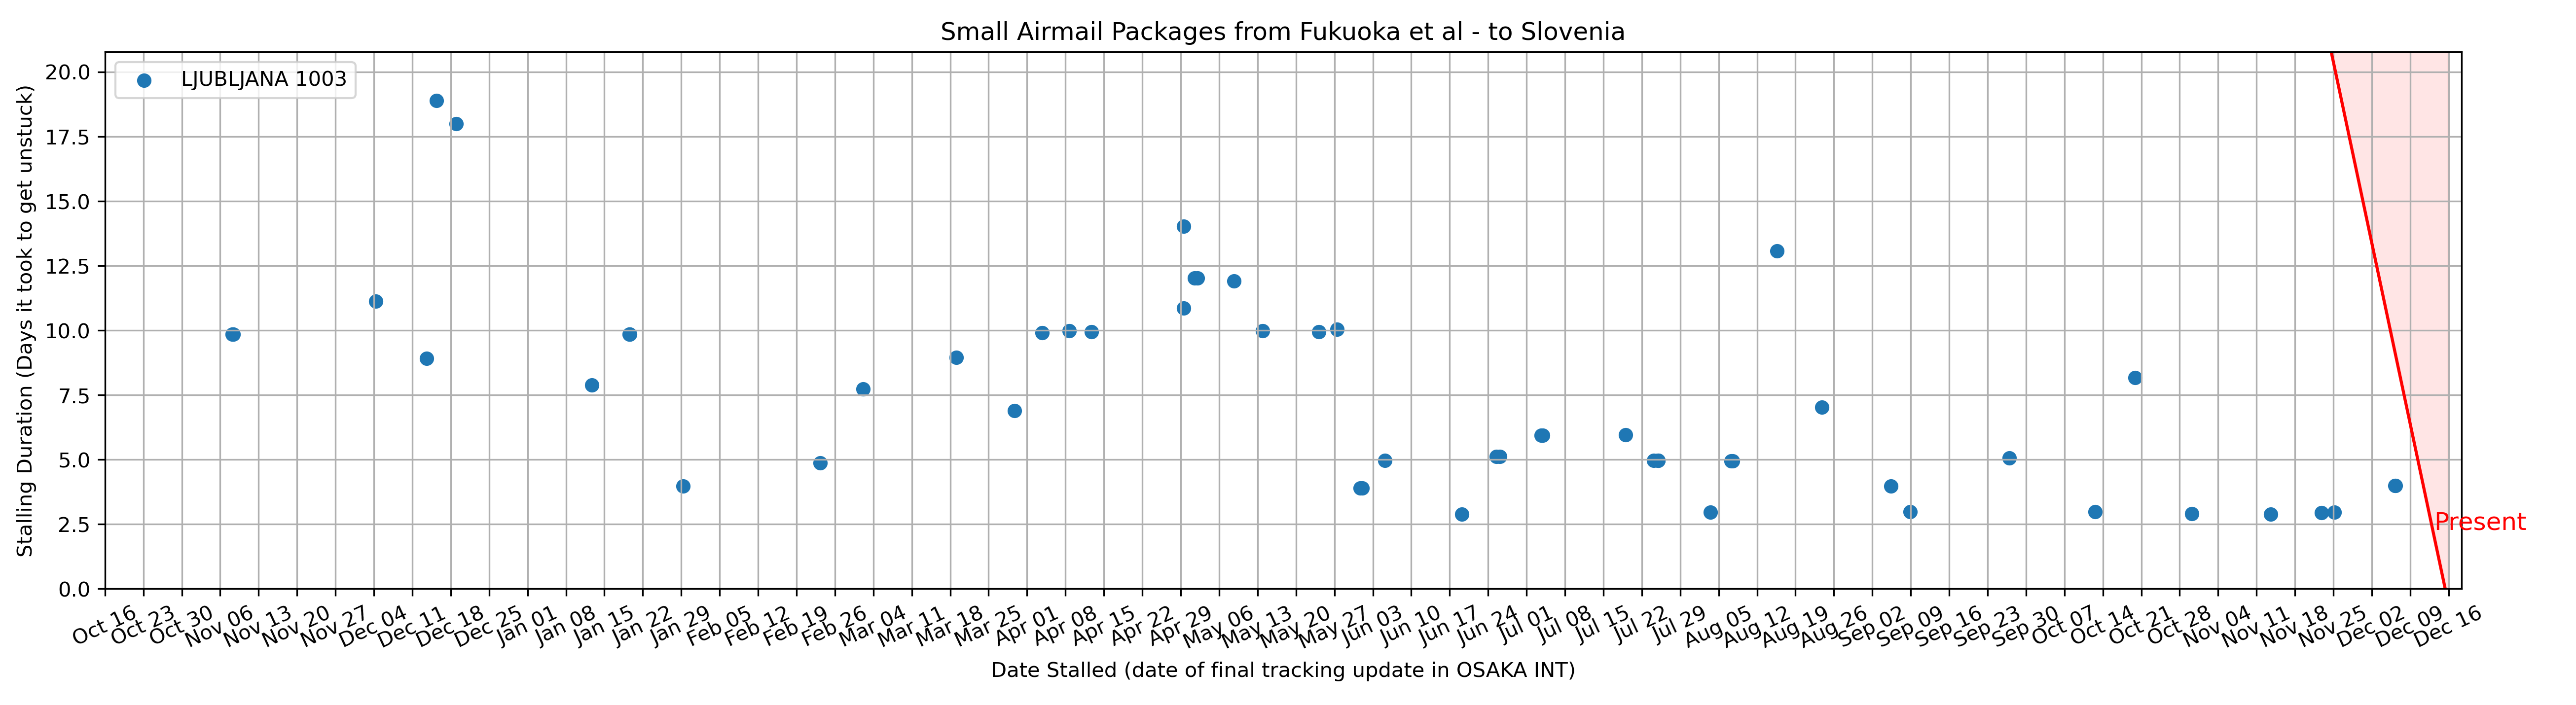 Small Airmail Packages from Fukuoka et al - to Slovenia
LJUBLJANA 1003
Stalling Duration (Days it took to get unstuck)
20.0
17.5
15.0
12.5
10.0
7.5
5.0
2.5
0.0
Present
Oct 16
Oct 23
Oct 30
Nov 06
Nov 13
Nov 20
Nov 27
Dec 04
Dec 11
Dec 18
Dec 25
Jan 01
Jan 08
Jan 15
Jan 22
Jan 29
Feb 05
Feb 12
Feb 19
Feb 26
Mar 04
Mar 11
Mar 18
Mar 25
Apr 01
Apr 08
Apr 15
Apr 22
Apr 29
May 06
May 13
May 20
May 27
Jun 03
Jun 10
Jun 17
Jun 24
Jul 01
Jul 08
Jul 15
Jul 22
Jul 29
Aug 05
Aug 12
Aug 19
Aug 26
Sep 02
Sep 09
Sep 16
Sep 23
Sep 30
Oct 07
Oct 14
Oct 21
Oct 28
Nov 04
Nov 11
Nov 18
Nov 25
Dec 02
Dec 09
Dec 16
Date Stalled (date of final tracking update in OSAKA INT)